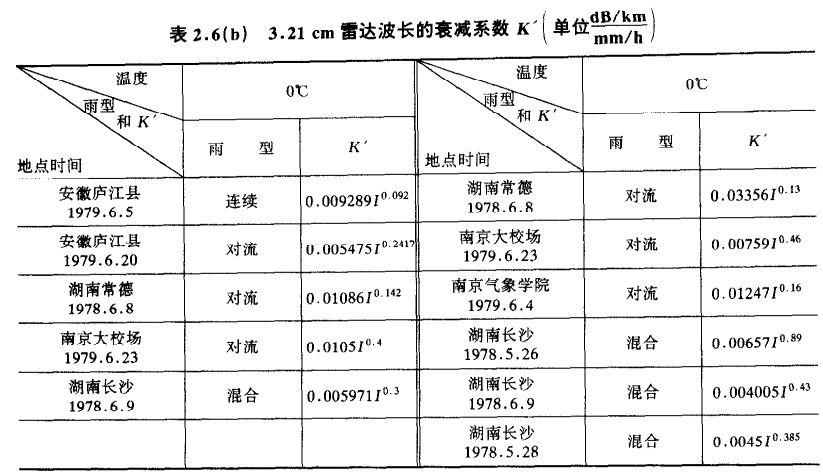 表 2.6(b) 3.21 cm 雷达波长的衰减系数 K′(单位 dB/km / mm/h)
温度
雨型
和 K′
地点时间
0℃
雨 型 K′
温度
雨型
和 K′
地点时间
0℃
雨 型 K′
安徽庐江县
1979.6.5
连续 0.009289I^0.092
湖南常德
1978.6.8
对流 0.03356I^0.13
安徽庐江县
1979.6.20
对流 0.005475I^0.2417
南京大校场
1979.6.23
对流 0.00759I^0.46
湖南常德
1978.6.8
对流 0.01086I^0.142
南京气象学院
1979.6.4
对流 0.01247I^0.16
南京大校场
1979.6.23
对流 0.0105I^0.4
湖南长沙
1978.5.26
混合 0.00657I^0.89
湖南长沙
1978.6.9
混合 0.005971I^0.3
湖南长沙
1978.6.9
混合 0.004005I^0.43
湖南长沙
1978.5.28
混合 0.0045I^0.385